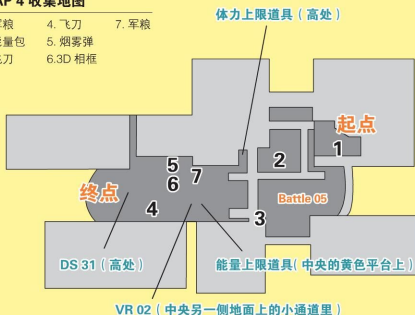 AP 4 收集地图
军粮 4. 飞刀 7. 军粮
量包 5. 烟雾弹
飞刀 6.3D 相框
体力上限道具（高处）
起点
1
2
5
6
7
终点
Battle 05
4
3
DS 31（高处）
能量上限道具（中央的黄色平台上）
VR 02（中央另一侧地面上的小通道里）